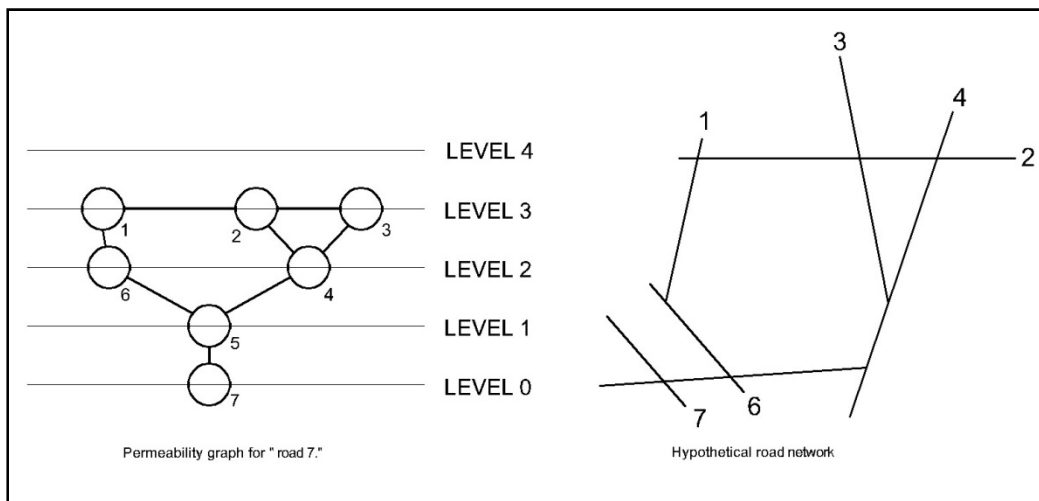 LEVEL 4
LEVEL 3
1
2
3
LEVEL 2
6
4
LEVEL 1
5
LEVEL 0
7
Permeability graph for " road 7."
3
4
1
2
6
7
Hypothetical road network